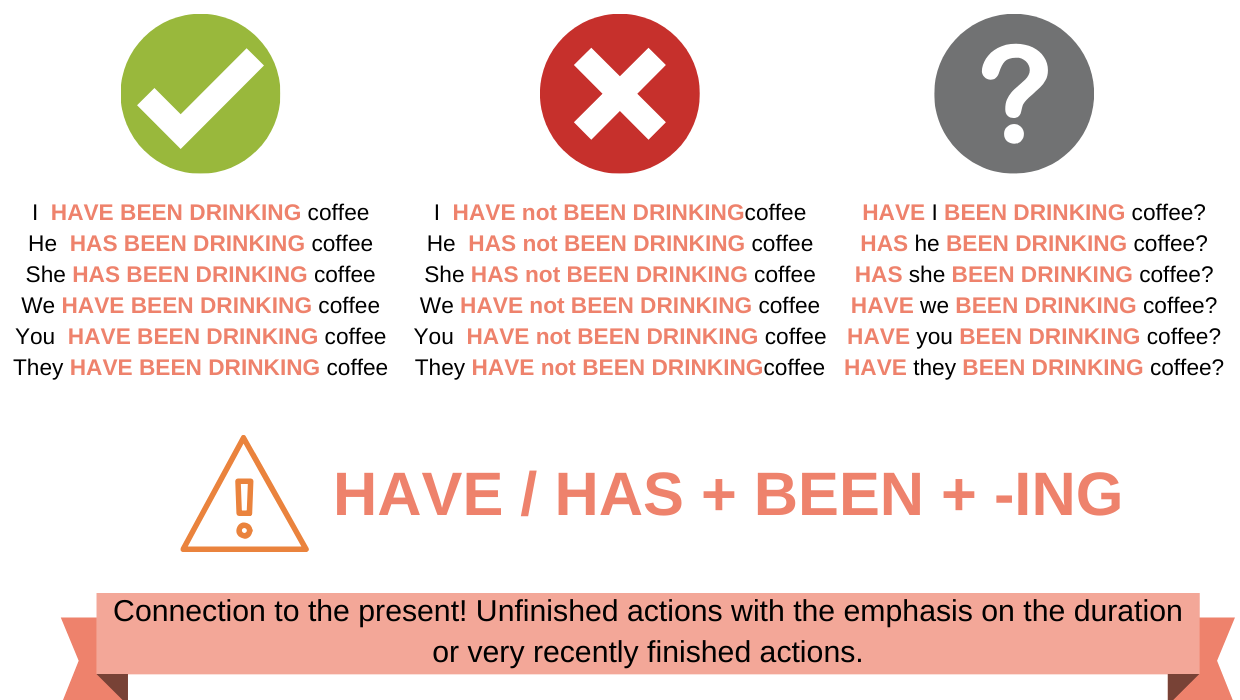 I HAVE BEEN DRINKING coffee
He HAS BEEN DRINKING coffee
She HAS BEEN DRINKING coffee
We HAVE BEEN DRINKING coffee
You HAVE BEEN DRINKING coffee
They HAVE BEEN DRINKING coffee
I HAVE not BEEN DRINKINGcoffee
He HAS not BEEN DRINKING coffee
She HAS not BEEN DRINKING coffee
We HAVE not BEEN DRINKING coffee
You HAVE not BEEN DRINKING coffee
They HAVE not BEEN DRINKINGcoffee
HAVE I BEEN DRINKING coffee?
HAS he BEEN DRINKING coffee?
HAS she BEEN DRINKING coffee?
HAVE we BEEN DRINKING coffee?
HAVE you BEEN DRINKING coffee?
HAVE they BEEN DRINKING coffee?
HAVE / HAS + BEEN + -ING
Connection to the present! Unfinished actions with the emphasis on the duration
or very recently finished actions.